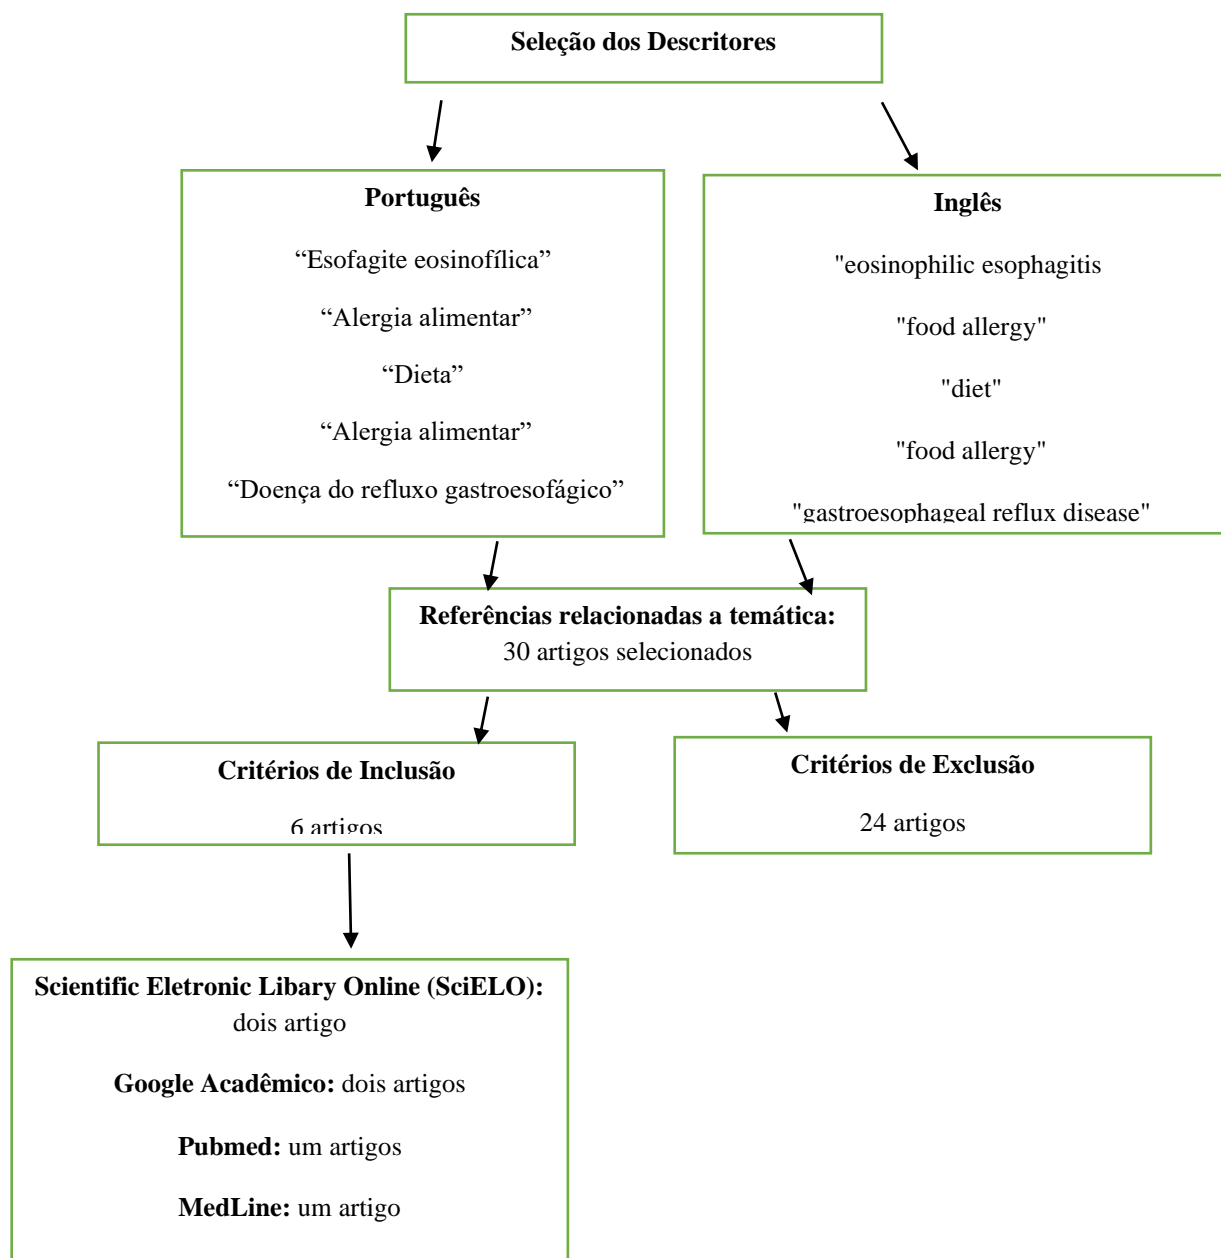 Seleção dos Descritores
Português
“Esofagite eosinofílica”
“Alergia alimentar”
“Dieta”
“Alergia alimentar”
“Doença do refluxo gastroesofágico”
Inglês
"eosinophilic esophagitis
"food allergy"
"diet"
"food allergy"
"gastroesophageal reflux disease"
Referências relacionadas a temática:
30 artigos selecionados
Critérios de Inclusão
6 artigos
Critérios de Exclusão
24 artigos
Scientific Eletronic Libary Online (SciELO):
dois artigo
Google Acadêmico: dois artigos
Pubmed: um artigos
MedLine: um artigo